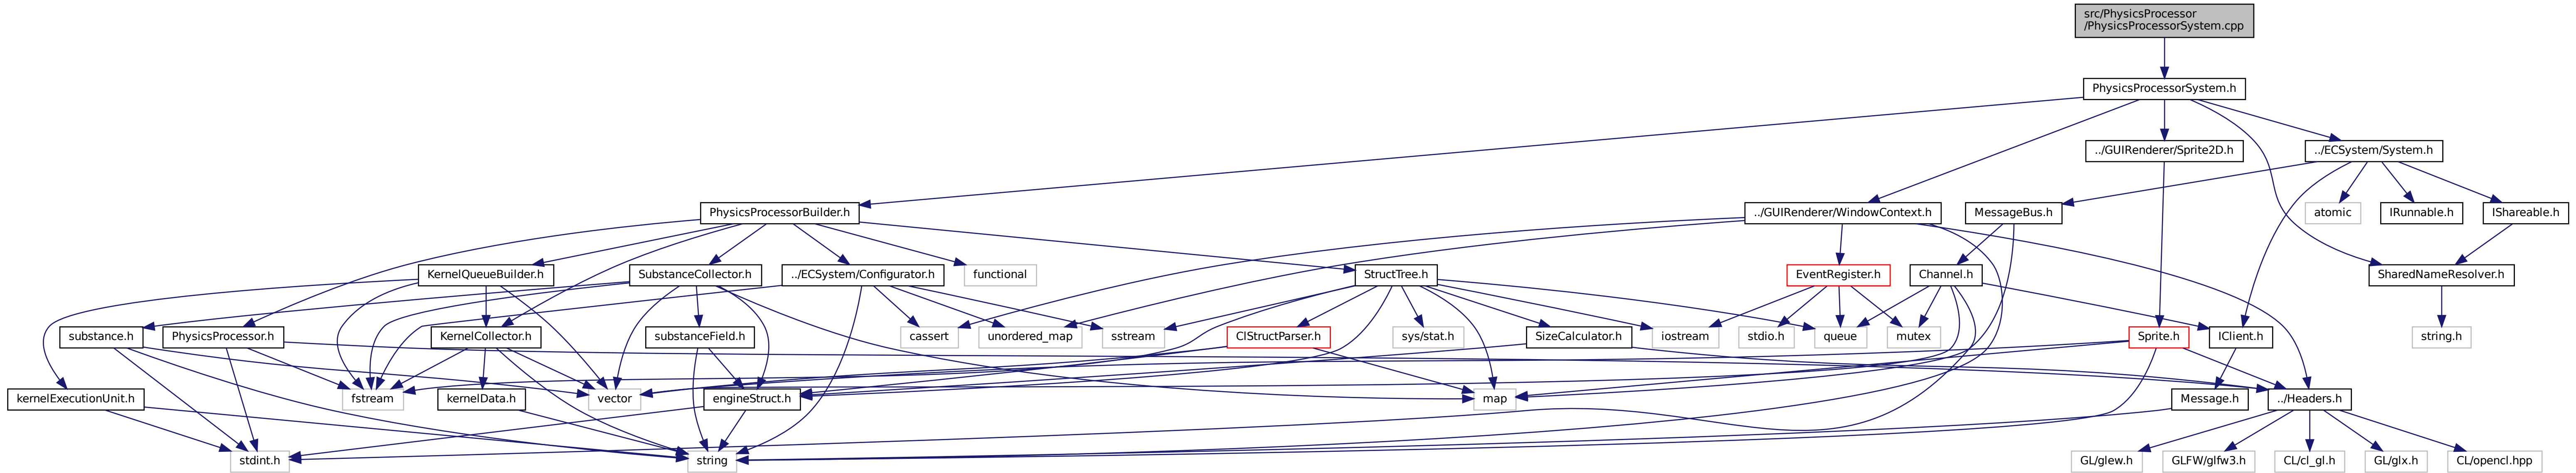 src/PhysicsProcessor
/PhysicsProcessorSystem.cpp
PhysicsProcessorSystem.h
../GUIRenderer/Sprite2D.h
../ECSystem/System.h
PhysicsProcessorBuilder.h
../GUIRenderer/WindowContext.h
MessageBus.h
atomic
IRunnable.h
IShareable.h
KernelQueueBuilder.h
SubstanceCollector.h
../ECSystem/Configurator.h
functional
StructTree.h
EventRegister.h
Channel.h
SharedNameResolver.h
substance.h
PhysicsProcessor.h
KernelCollector.h
substanceField.h
cassert
unordered_map
sstream
ClStructParser.h
sys/stat.h
SizeCalculator.h
iostream
stdio.h
queue
mutex
Sprite.h
IClient.h
string.h
kernelExecutionUnit.h
fstream
kernelData.h
vector
engineStruct.h
map
Message.h
../Headers.h
stdint.h
string
GL/glew.h
GLFW/glfw3.h
CL/cl_gl.h
GL/glx.h
CL/opencl.hpp